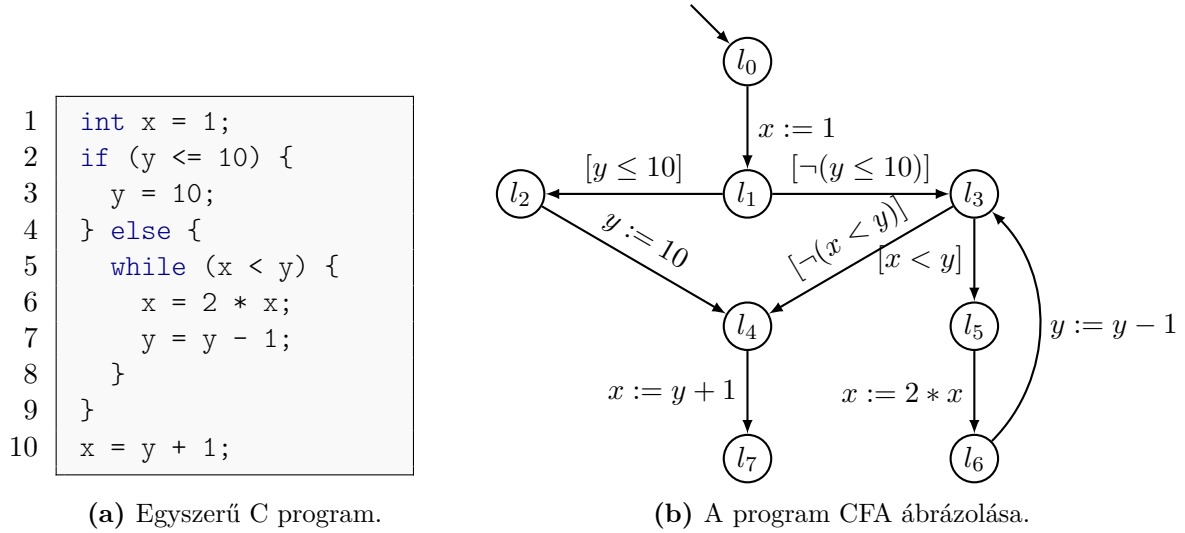 1 int x = 1;
2 if (y <= 10) {
3 y = 10;
4 } else {
5 while (x < y) {
6 x = 2 * x;
7 y = y - 1;
8 }
9 }
10 x = y + 1;
(a) Egyszerű C program.
l₀
x := 1
[y ≤ 10] [¬(y ≤ 10)]
l₂ l₁ l₃
y := 10 [¬(x < y)] [x < y]
l₄ l₅ y := y − 1
x := y + 1 x := 2 ∗ x
l₇ l₆
(b) A program CFA ábrázolása.